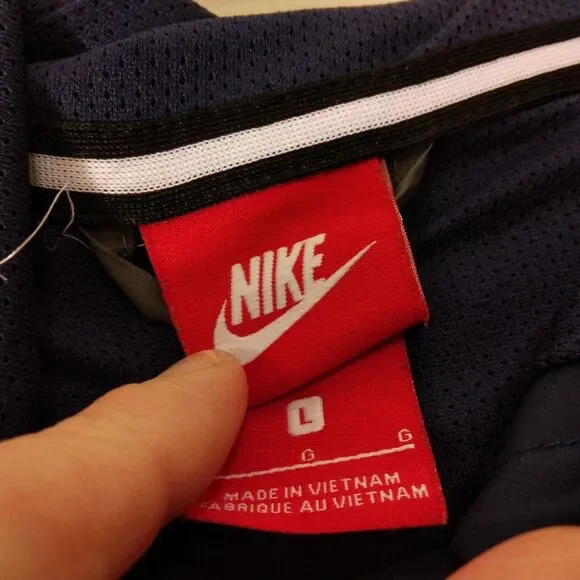 NIKE
L
G G
MADE IN VIETNAM
FABRIQUE AU VIETNAM